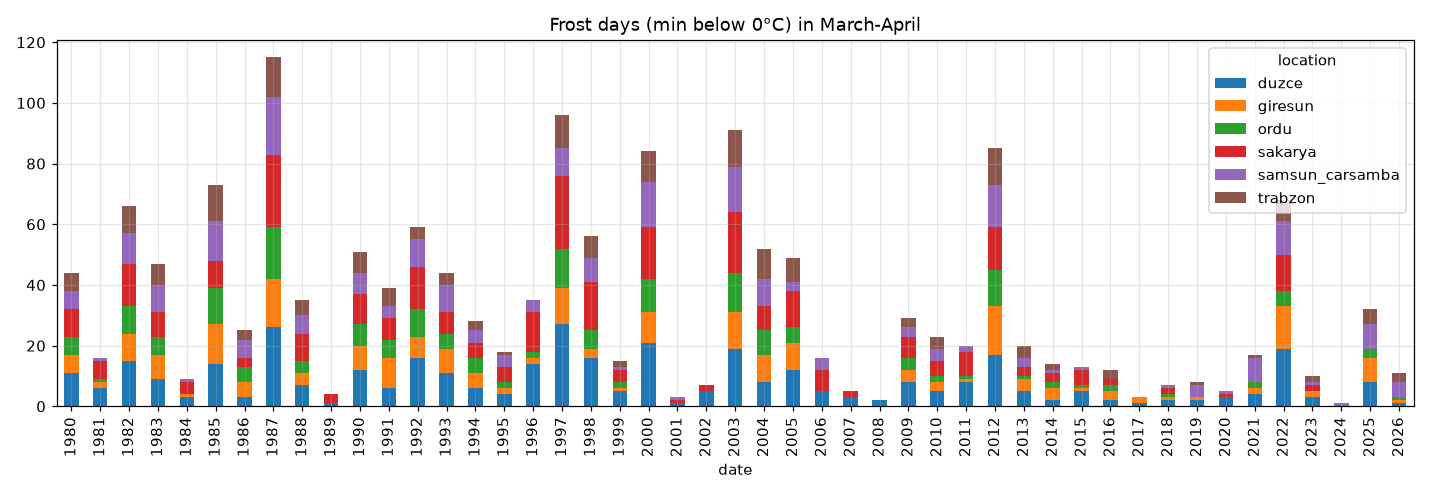 Frost days (min below 0°C) in March-April
location
duzce
giresun
ordu
sakarya
samsun_carsamba
trabzon
120
100
80
60
40
20
0
1980 1981 1982 1983 1984 1985 1986 1987 1988 1989 1990 1991 1992 1993 1994 1995 1996 1997 1998 1999 2000 2001 2002 2003 2004 2005 2006 2007 2008 2009 2010 2011 2012 2013 2014 2015 2016 2017 2018 2019 2020 2021 2022 2023 2024 2025 2026
date